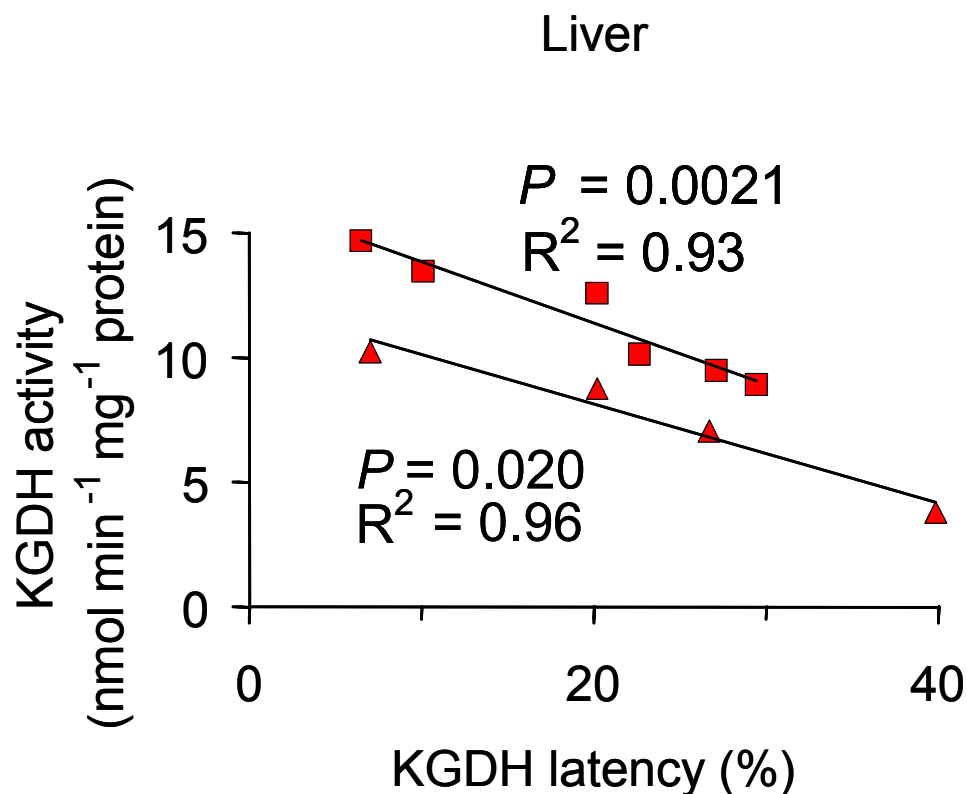 Liver
P = 0.0021
R² = 0.93
P = 0.020
R² = 0.96
KGDH activity
(nmol min⁻¹ mg⁻¹ protein)
15
10
5
0
0 20 40
KGDH latency (%)